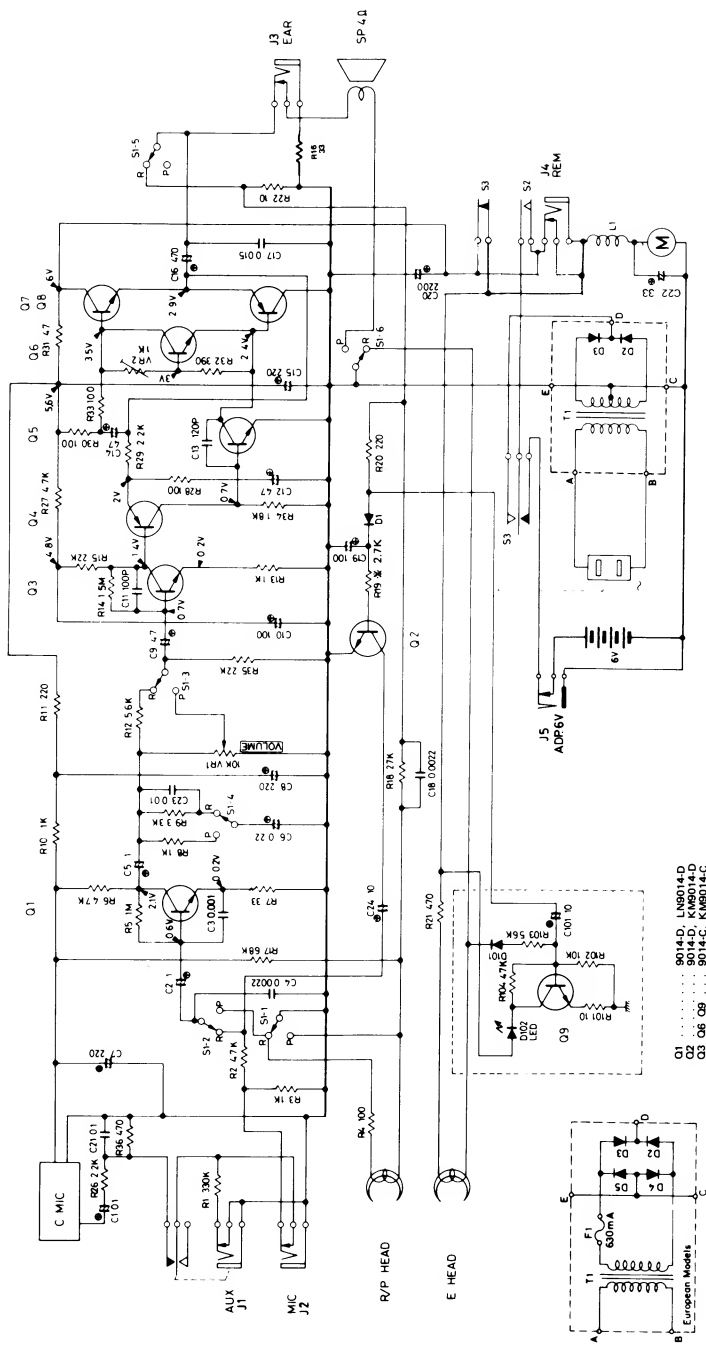 C MIC
C1 0.1
R26 2.2K
C21 0.1
R36 470
C7 220
AUX
J1
MIC
J2
R1 330K
R3 1K
R2 4.7K
S1-2
P
R
S1-1
R
P
C4 0.0022
C2 1
R17 68K
R4 100
R/P HEAD
E HEAD
Q1
R10 1K
R11 220
R6 4.7K
R5 1M
2.1V
0.6V
0.02V
C3 0.001
R7 33
C5 1
R8 1K
R9 3.3K
C23 0.01
P
R
S1-4
C6 0.22
C8 220
10K VR1
VOLUME
R12 5.6K
R
P
S1-3
C9 4.7
R35 22K
C10 100
Q3
Q4
Q5
Q6
Q7
Q8
4.8V
R15 22K
R14 1.5M
C11 100P
1.4V
0.7V
0.2V
R13 1K
R27 4.7K
2V
R28 100
C12 47
0.7V
R34 1.8K
R29 2.2K
C14 47
R30 100
R33 100
C13 120P
5.6V
R31 47
6V
3.5V
VR2 1K
3V
R32 390
2.4V
2.9V
C15 220
C16 470
C17 0.015
R22 10
S1-5
R
P
R16
33
J3
EAR
SP 4Ω
Q2
R19 ※ 2.7K
D1
C19 100
R20 220
P
R
S1-6
C20
2200
R18 27K
C18 0.0022
C24 10
R21 470
D101
R103 5.6K
C101 10
R104 47K
R102 10K
R101 10
D102
LED
Q9
S3
S2
J4
REM
L1
M
C22 33
S3
D
D3
D2
E
C
T1
A
B
~
6V
J5
ADP.6V
Q1 . . . . . . . . 9014-D, LN9014-D
Q2 . . . . . . . . 9014-D, KM9014-D
Q3 Q6 Q9 . . . 9014-C, KM9014-C
A
B
T1
F1
630mA
E
C
D
D5
D4
D3
D2
European Models